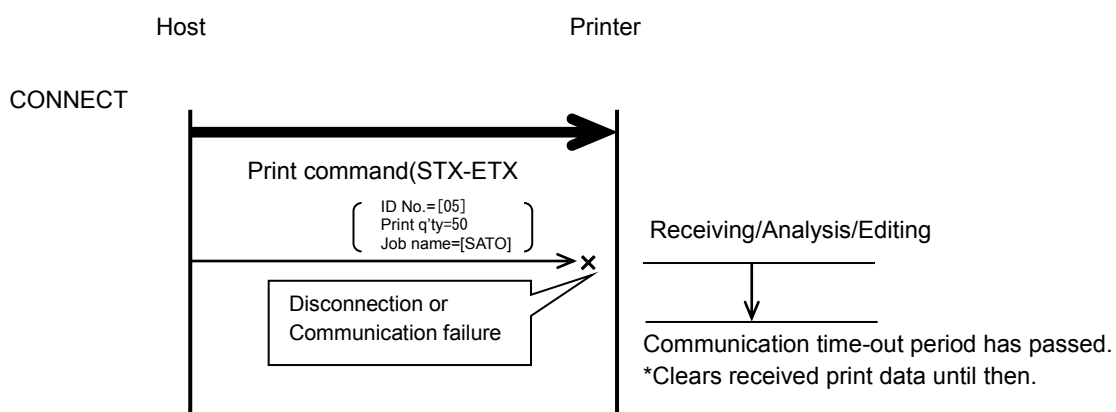 Host
Printer
CONNECT
Print command(STX-ETX
ID No.=[05]
Print q'ty=50
Job name=[SATO]
Receiving/Analysis/Editing
×
Disconnection or
Communication failure
Communication time-out period has passed.
*Clears received print data until then.